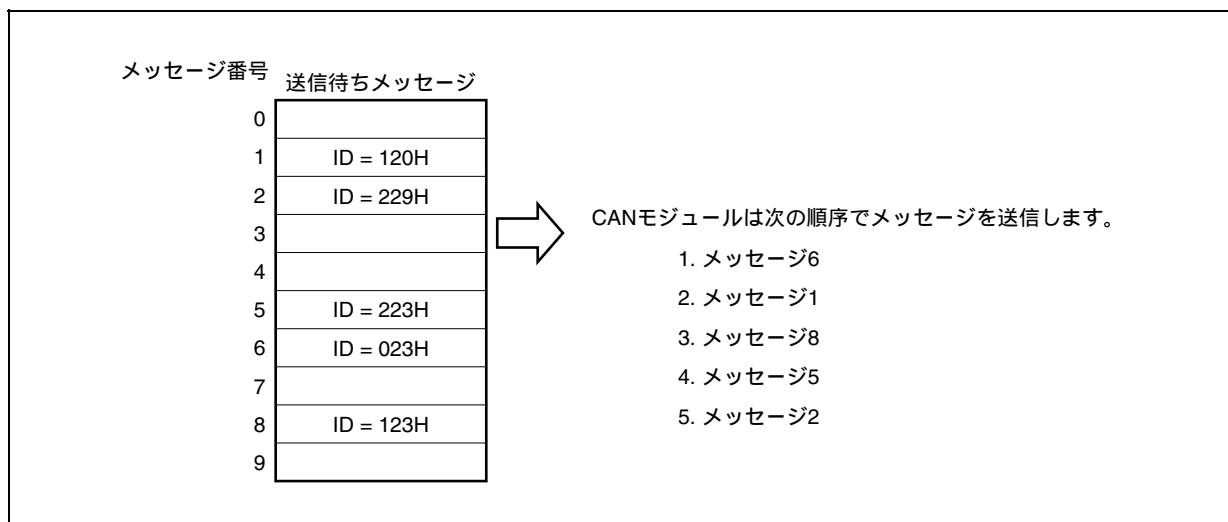 メッセージ番号
送信待ちメッセージ
0
1 ID = 120H
2 ID = 229H
3
4
5 ID = 223H
6 ID = 023H
7
8 ID = 123H
9
CANモジュールは次の順序でメッセージを送信します。
1. メッセージ6
2. メッセージ1
3. メッセージ8
4. メッセージ5
5. メッセージ2